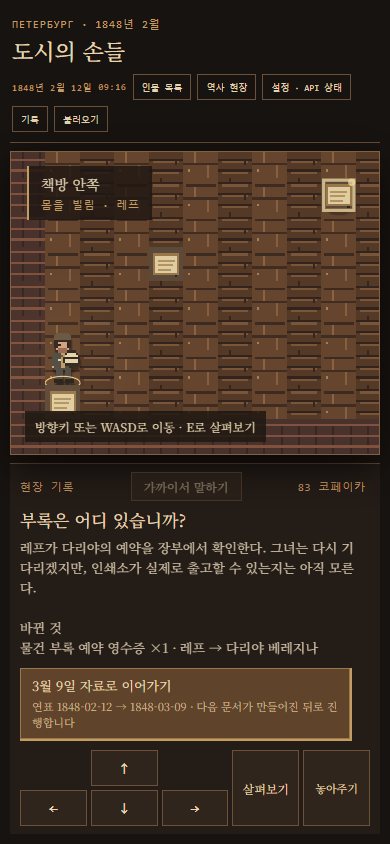 ПЕТЕРБУРГ · 1848년 2월
도시의 손들
1848년 2월 12일 09:16
인물 목록
역사 현장
설정 · API 상태
기록
불러오기
책방 안쪽
몸을 빌림 · 레프
방향키 또는 WASD로 이동 · E로 살펴보기
현장 기록
가까이서 말하기
83 코페이카
부록은 어디 있습니까?
레프가 다리야의 예약을 장부에서 확인한다. 그녀는 다시 기
다리겠지만, 인쇄소가 실제로 출고할 수 있는지는 아직 모른
다.
바뀐 것
물건 부록 예약 영수증 ×1 · 레프 → 다리야 베레지나
3월 9일 자료로 이어가기
연표 1848-02-12 → 1848-03-09 · 다음 문서가 만들어진 뒤로 진
행합니다
↑
살펴보기
놓아주기
←
↓
→